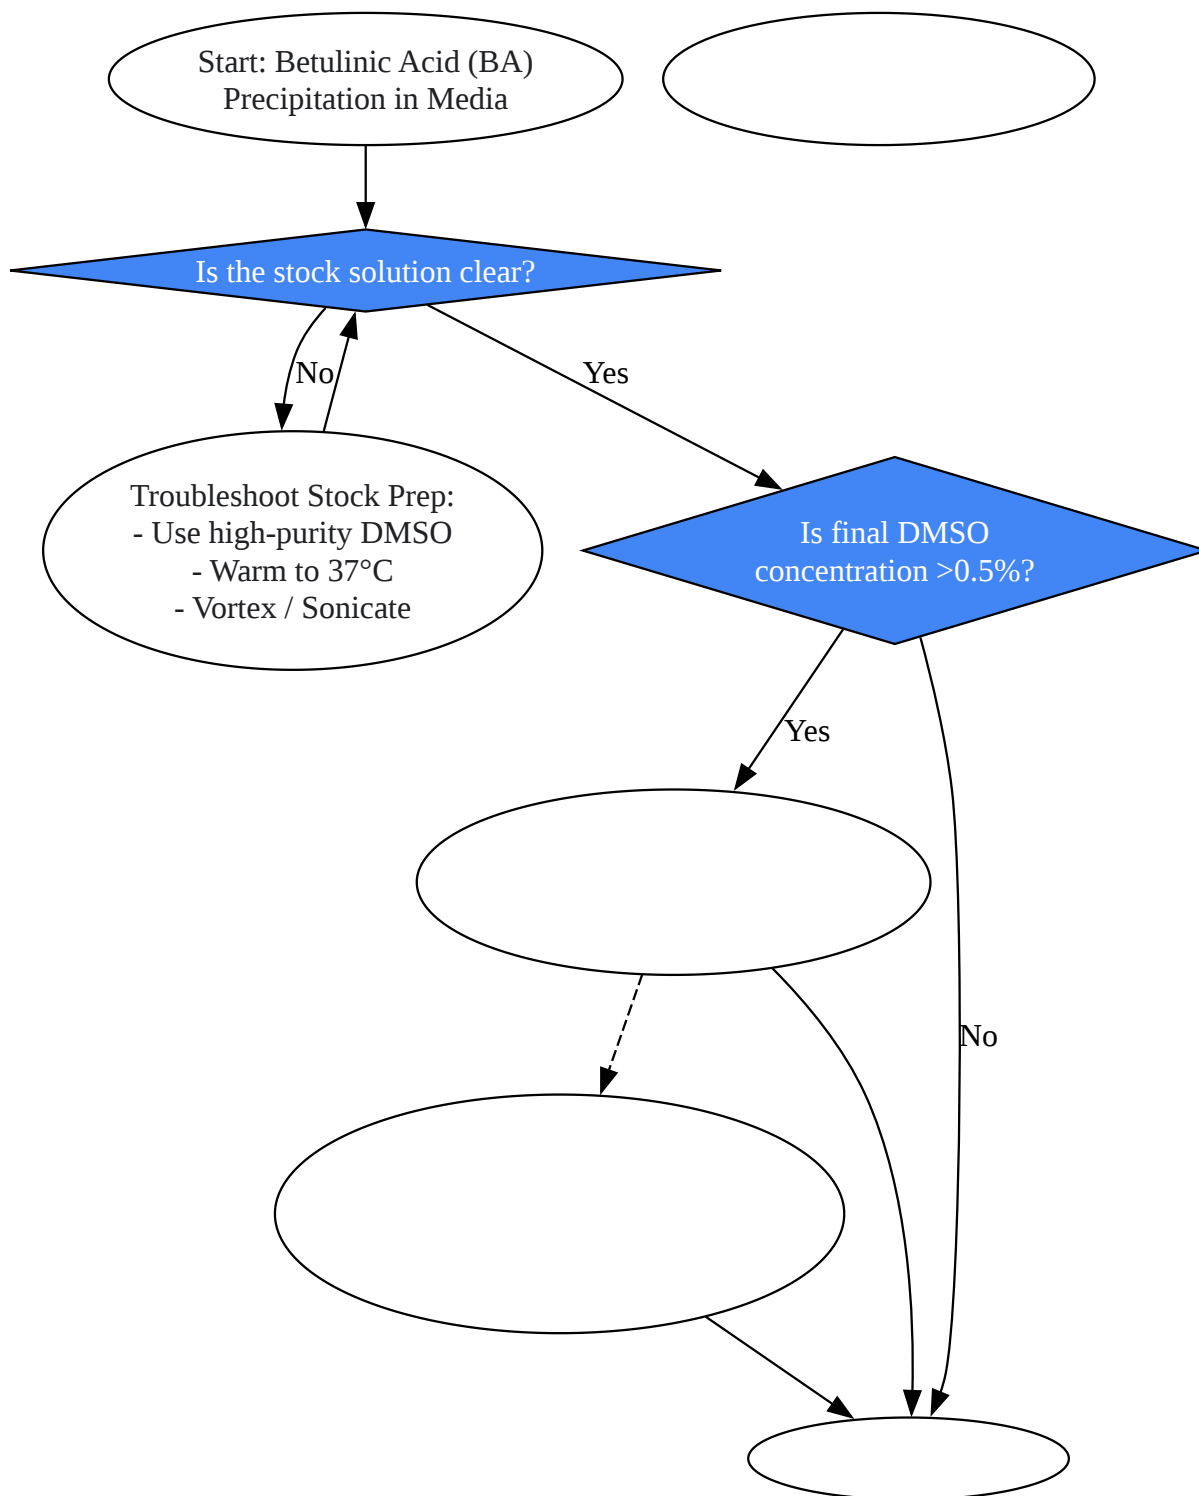 Start: Betulinic Acid (BA)
Precipitation in Media
Is the stock solution clear?
No
Yes
Troubleshoot Stock Prep:
- Use high-purity DMSO
- Warm to 37°C
- Vortex / Sonicate
Is final DMSO
concentration >0.5%?
Yes
No